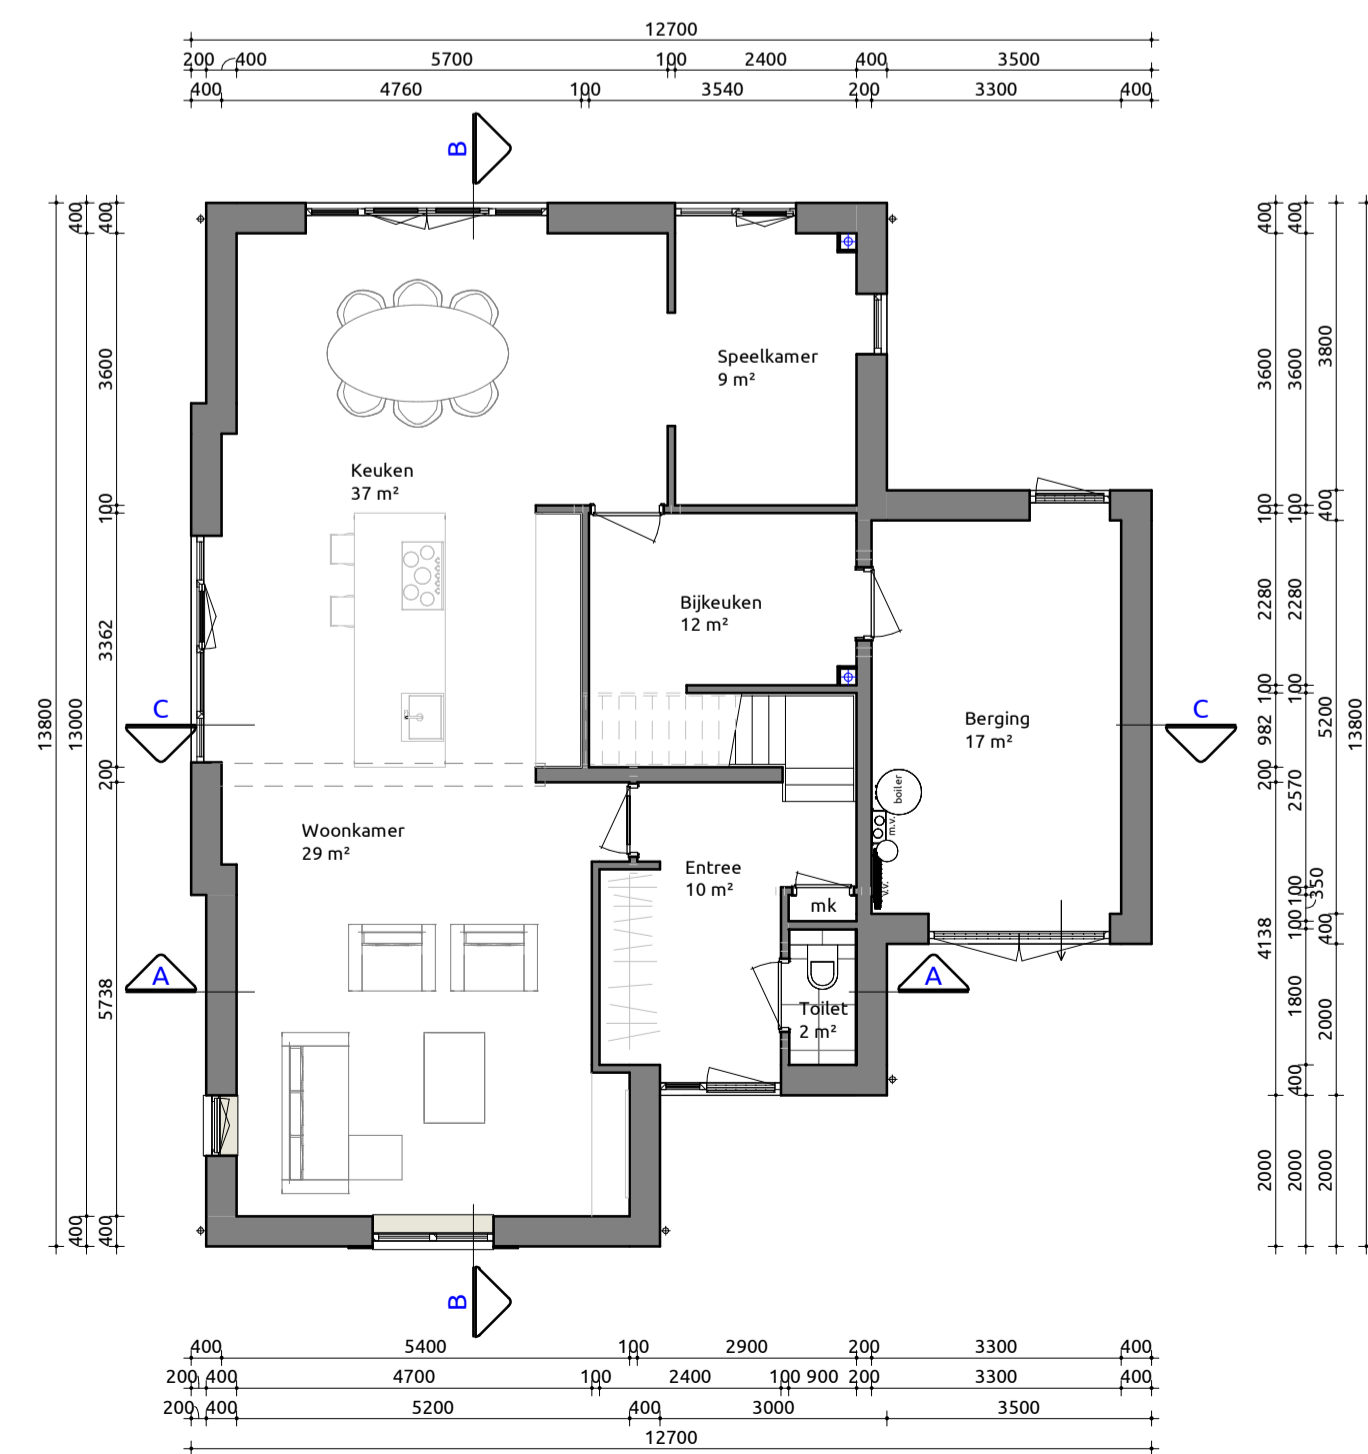 12700
200 400 5700 100 2400 400 3500
400 4760 100 3540 200 3300 400
B
13800
13000
400
400
400
3600
100
3362
200
5738
400
400
3600
100
2280
100
982
200
4138
2000
400
3600
100
2280
100
2570
100
350
100
1800
400
2000
3800
400
5200
400
2000
2000
13800
Speelkamer
9 m²
Keuken
37 m²
Bijkeuken
12 m²
C
C
Berging
17 m²
boiler
m.v.
v.v.
Woonkamer
29 m²
Entree
10 m²
mk
A
A
Toilet
2 m²
B
400 5400 100 2900 200 3300 400
200 400 4700 100 2400 100 900 200 3300 400
200 400 5200 400 3000 3500
12700